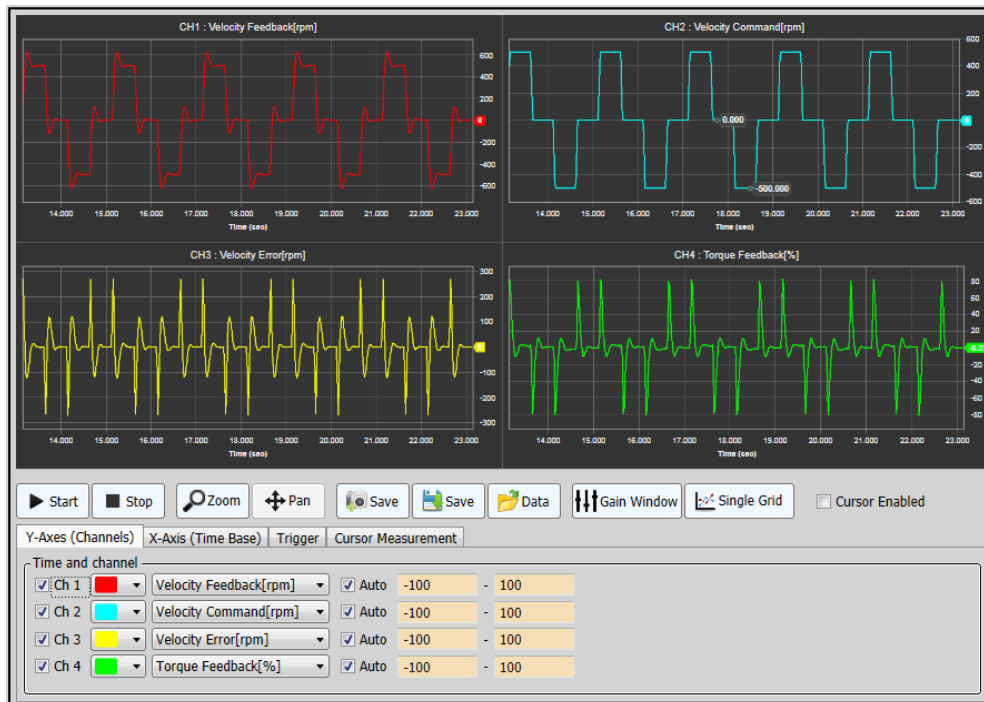 CH1 : Velocity Feedback[rpm]
600
400
200
0
-200
-400
-600
14.000 15.000 16.000 17.000 18.000 19.000 20.000 21.000 22.000 23.000
Time (sec)
CH2 : Velocity Command[rpm]
600
400
200
0
-200
-400
-600
0.000
-500.000
14.000 15.000 16.000 17.000 18.000 19.000 20.000 21.000 22.000 23.000
Time (sec)
CH3 : Velocity Error[rpm]
300
200
100
0
-100
-200
-300
14.000 15.000 16.000 17.000 18.000 19.000 20.000 21.000 22.000 23.000
Time (sec)
CH4 : Torque Feedback[%]
80
60
40
20
-20
-40
-60
-80
14.000 15.000 16.000 17.000 18.000 19.000 20.000 21.000 22.000 23.000
Time (sec)
Start Stop Zoom Pan Save Save Data Gain Window Single Grid Cursor Enabled
Y-Axes (Channels) X-Axis (Time Base) Trigger Cursor Measurement
Time and channel
Ch 1 Velocity Feedback[rpm] Auto -100 - 100
Ch 2 Velocity Command[rpm] Auto -100 - 100
Ch 3 Velocity Error[rpm] Auto -100 - 100
Ch 4 Torque Feedback[%] Auto -100 - 100